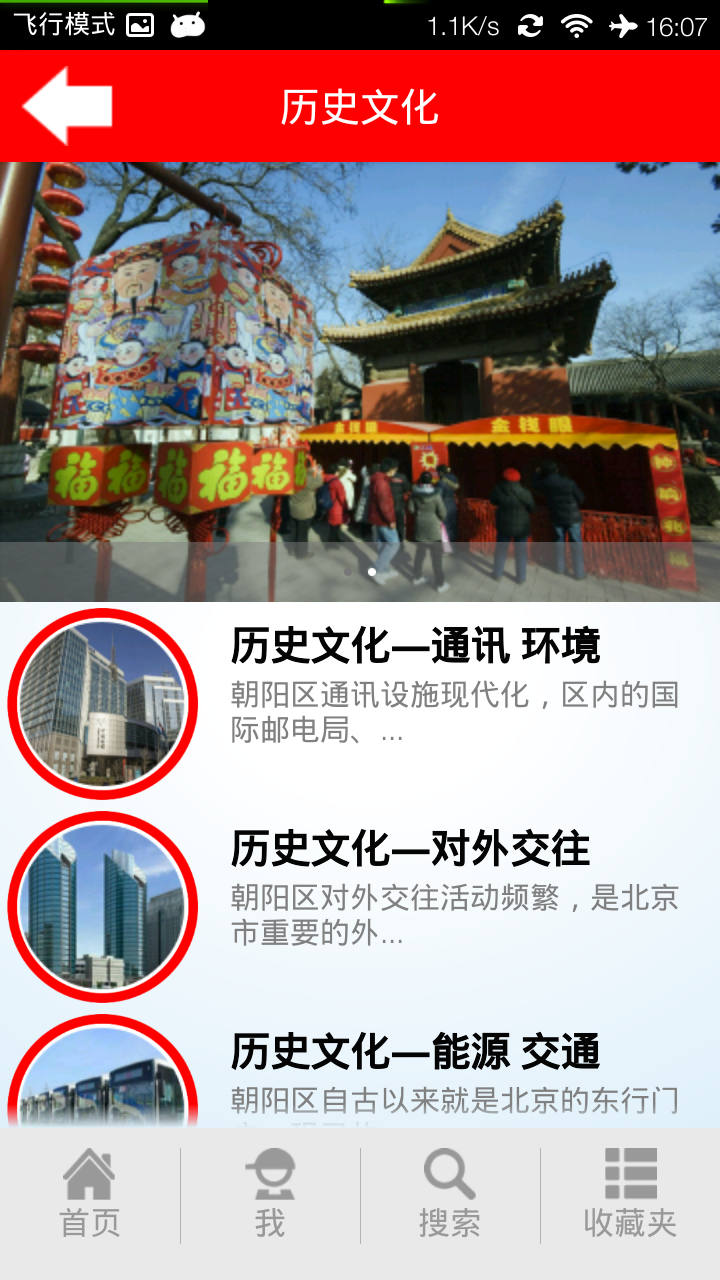 飞行模式 1.1K/s 16:07
历史文化
金钱眼 金钱眼
福 福 福 福 福
历史文化—通讯 环境
朝阳区通讯设施现代化，区内的国
际邮电局、...
历史文化—对外交往
朝阳区对外交往活动频繁，是北京
市重要的外...
历史文化—能源 交通
朝阳区自古以来就是北京的东行门
首页 我 搜索 收藏夹